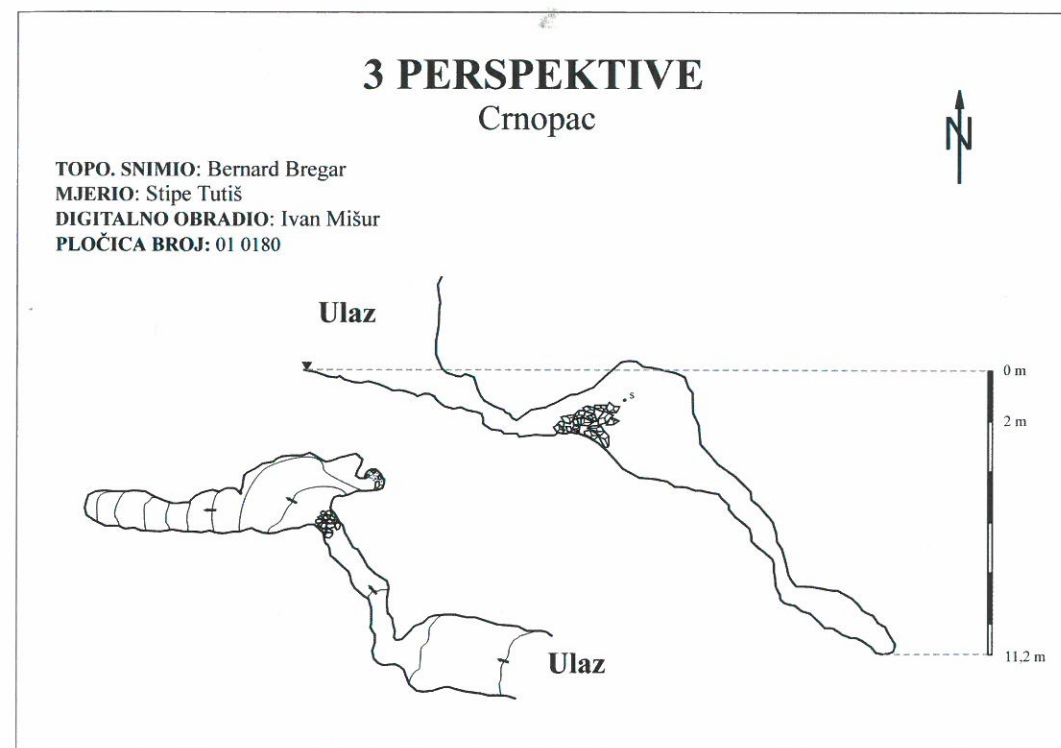 3 PERSPEKTIVE
Crnopac
N
TOPO. SNIMIO: Bernard Bregar
MJERIO: Stipe Tutiš
DIGITALNO OBRADIO: Ivan Mišur
PLOČICA BROJ: 01 0180
Ulaz
0 m
s
2 m
Ulaz
11,2 m